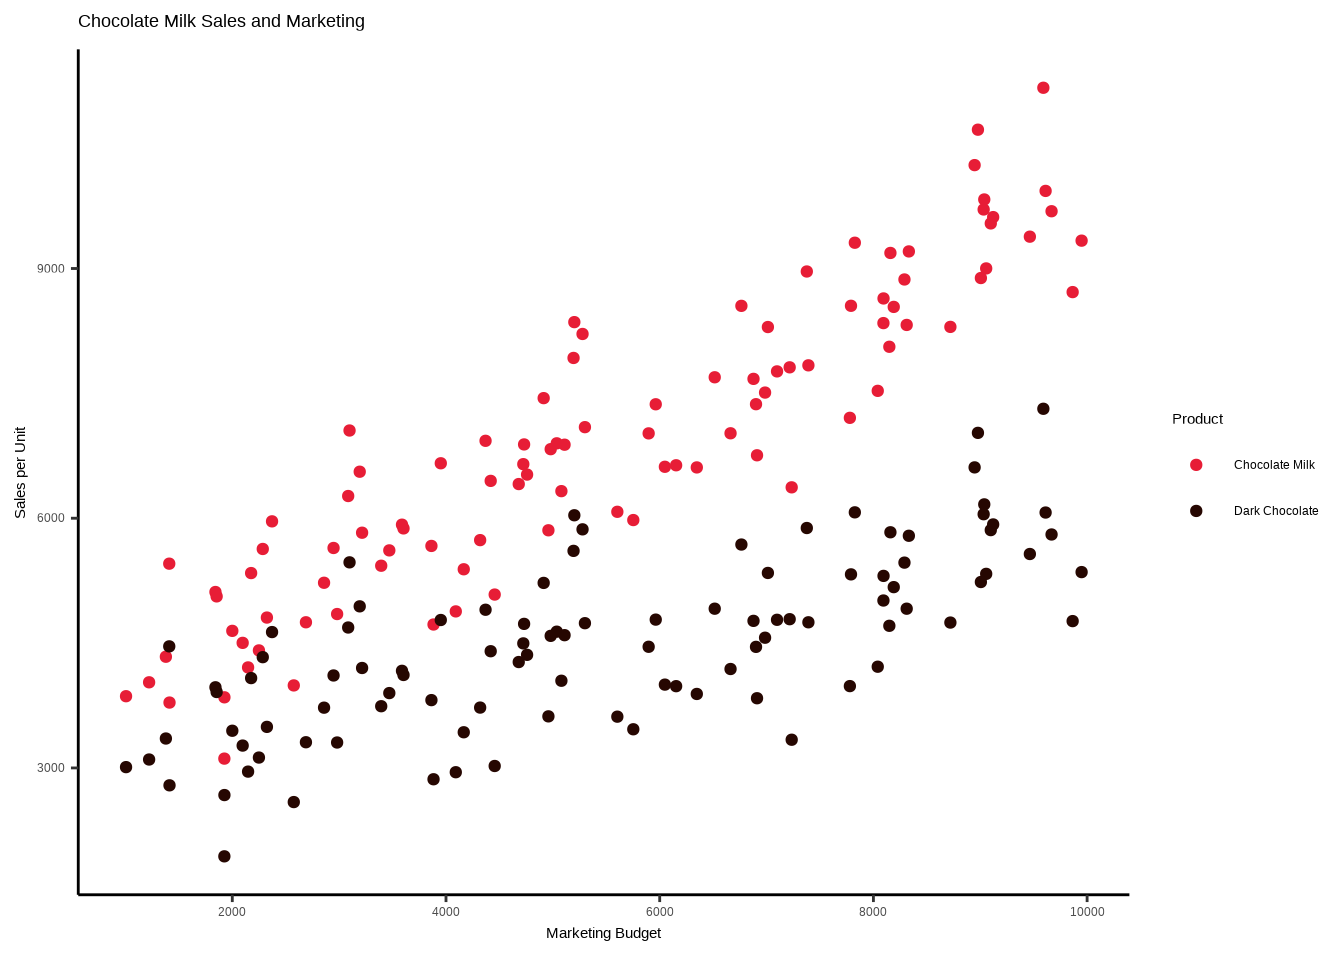 Chocolate Milk Sales and Marketing
9000
6000
3000
Sales per Unit
2000
4000
6000
8000
10000
Marketing Budget
Product
Chocolate Milk
Dark Chocolate